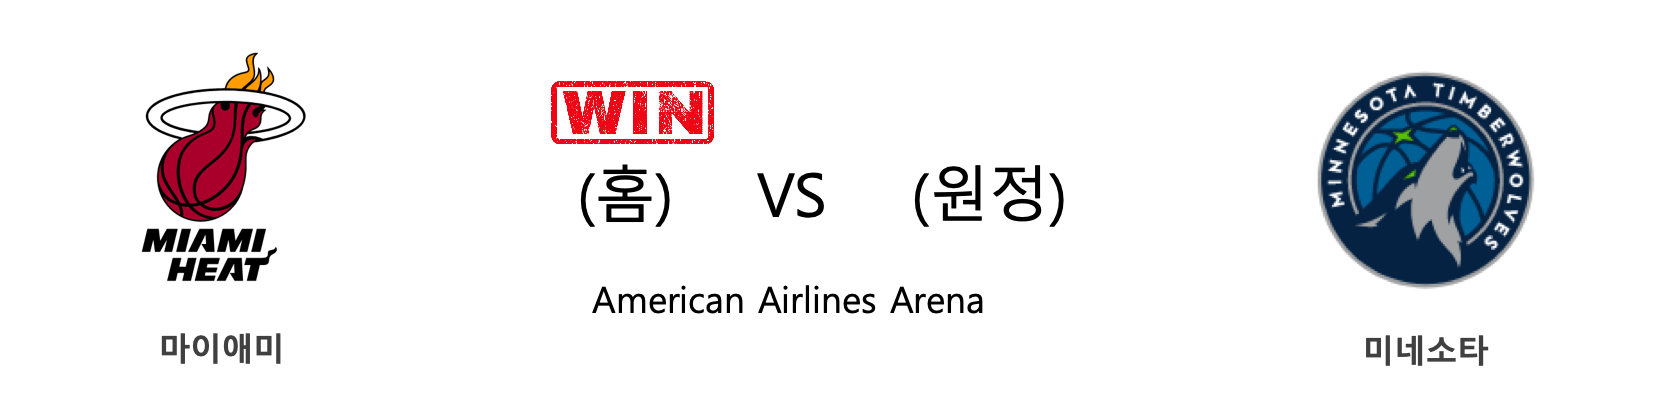 MIAMI
HEAT
마이애미
WIN
(홈) VS (원정)
American Airlines Arena
MINNESOTA TIMBERWOLVES
미네소타